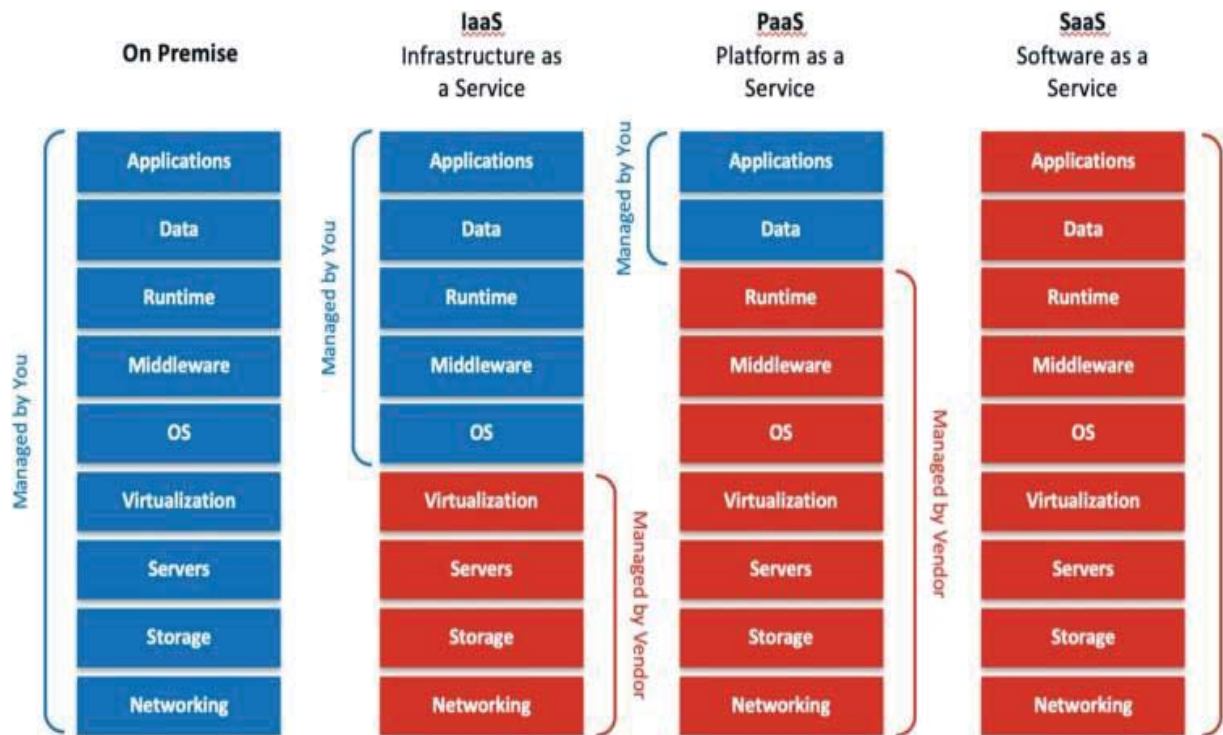 On Premise
IaaS
Infrastructure as
a Service
PaaS
Platform as a
Service
SaaS
Software as a
Service
Managed by You
Applications
Data
Runtime
Middleware
OS
Virtualization
Servers
Storage
Networking
Managed by You
Applications
Data
Runtime
Middleware
OS
Virtualization
Servers
Storage
Networking
Managed by Vendor
Managed by You
Applications
Data
Runtime
Middleware
OS
Virtualization
Servers
Storage
Networking
Managed by Vendor
Applications
Data
Runtime
Middleware
OS
Virtualization
Servers
Storage
Networking